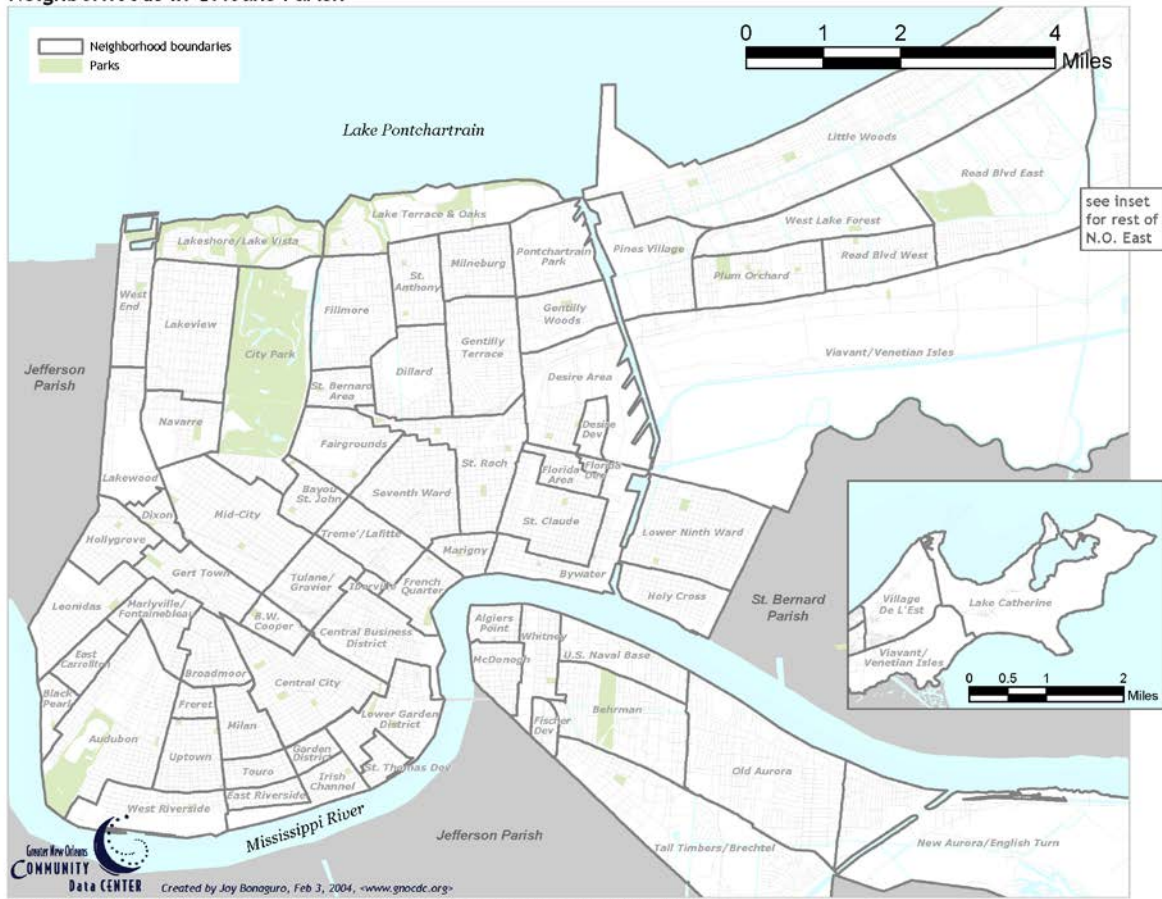 Neighborhoods in Orleans Parish
Neighborhood boundaries
Parks
0 1 2 4
Miles
Lake Pontchartrain
Little Woods
Read Blvd East
see inset
for rest of
N.O. East
Lake Terrace & Oaks
West Lake Forest
Lakeshore/Lake Vista
Pontchartrain
Park
Pines Village
Read Blvd West
Milneburg
St.
Anthony
Plum Orchard
West
End
Lakeview
Fillmore
Gentilly
Woods
City Park
Gentilly
Terrace
Viavant/Venetian Isles
Jefferson
Parish
Dillard
Desire Area
St. Bernard
Area
Navarre
Desire
Dev
Fairgrounds
St. Roch
Florida
Area
Florida
Dev
Lakewood
Bayou
St. John
Seventh Ward
Dixon
Mid-City
St. Claude
Lower Ninth Ward
Hollygrove
Treme'/Lafitte
Marigny
Gert Town
Tulane/
Gravier
Iberville
French
Quarter
Bywater
Holy Cross
St. Bernard
Parish
Leonidas
Marlyville/
Fontainebleau
B.W.
Cooper
Algiers
Point
Whitney
Central Business
District
East
Carrollton
McDonogh
U.S. Naval Base
Broadmoor
Central City
Black
Pearl
Freret
Behrman
Milan
Lower Garden
District
Fischer
Dev
Audubon
Uptown
Garden
District
Touro
Irish
Channel
St. Thomas Dev
Old Aurora
East Riverside
West Riverside
Mississippi River
Jefferson Parish
Tall Timbers/Brechtel
New Aurora/English Turn
Village
De L'Est
Lake Catherine
Viavant/
Venetian Isles
0 0.5 1 2
Miles
Greater New Orleans
COMMUNITY
Data CENTER
Created by Joy Bonaguro, Feb 3, 2004, <www.gnocdc.org>